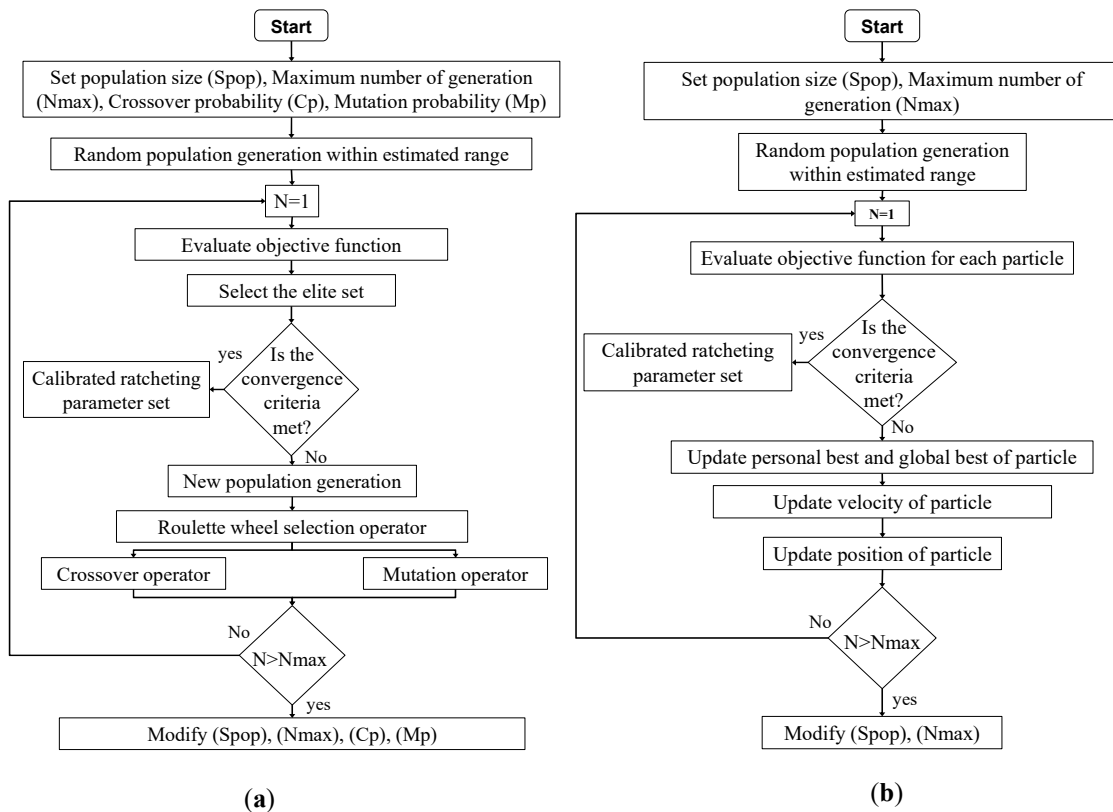 Start
Set population size (Spop), Maximum number of generation
(Nmax), Crossover probability (Cp), Mutation probability (Mp)
Random population generation within estimated range
N=1
Evaluate objective function
Select the elite set
Is the
convergence
criteria
met?
yes
Calibrated ratcheting
parameter set
No
New population generation
Roulette wheel selection operator
Crossover operator
Mutation operator
No
N>Nmax
yes
Modify (Spop), (Nmax), (Cp), (Mp)
(a)
Start
Set population size (Spop), Maximum number of
generation (Nmax)
Random population generation
within estimated range
N=1
Evaluate objective function for each particle
Is the
convergence
criteria
met?
yes
Calibrated ratcheting
parameter set
No
Update personal best and global best of particle
Update velocity of particle
Update position of particle
No
N>Nmax
yes
Modify (Spop), (Nmax)
(b)